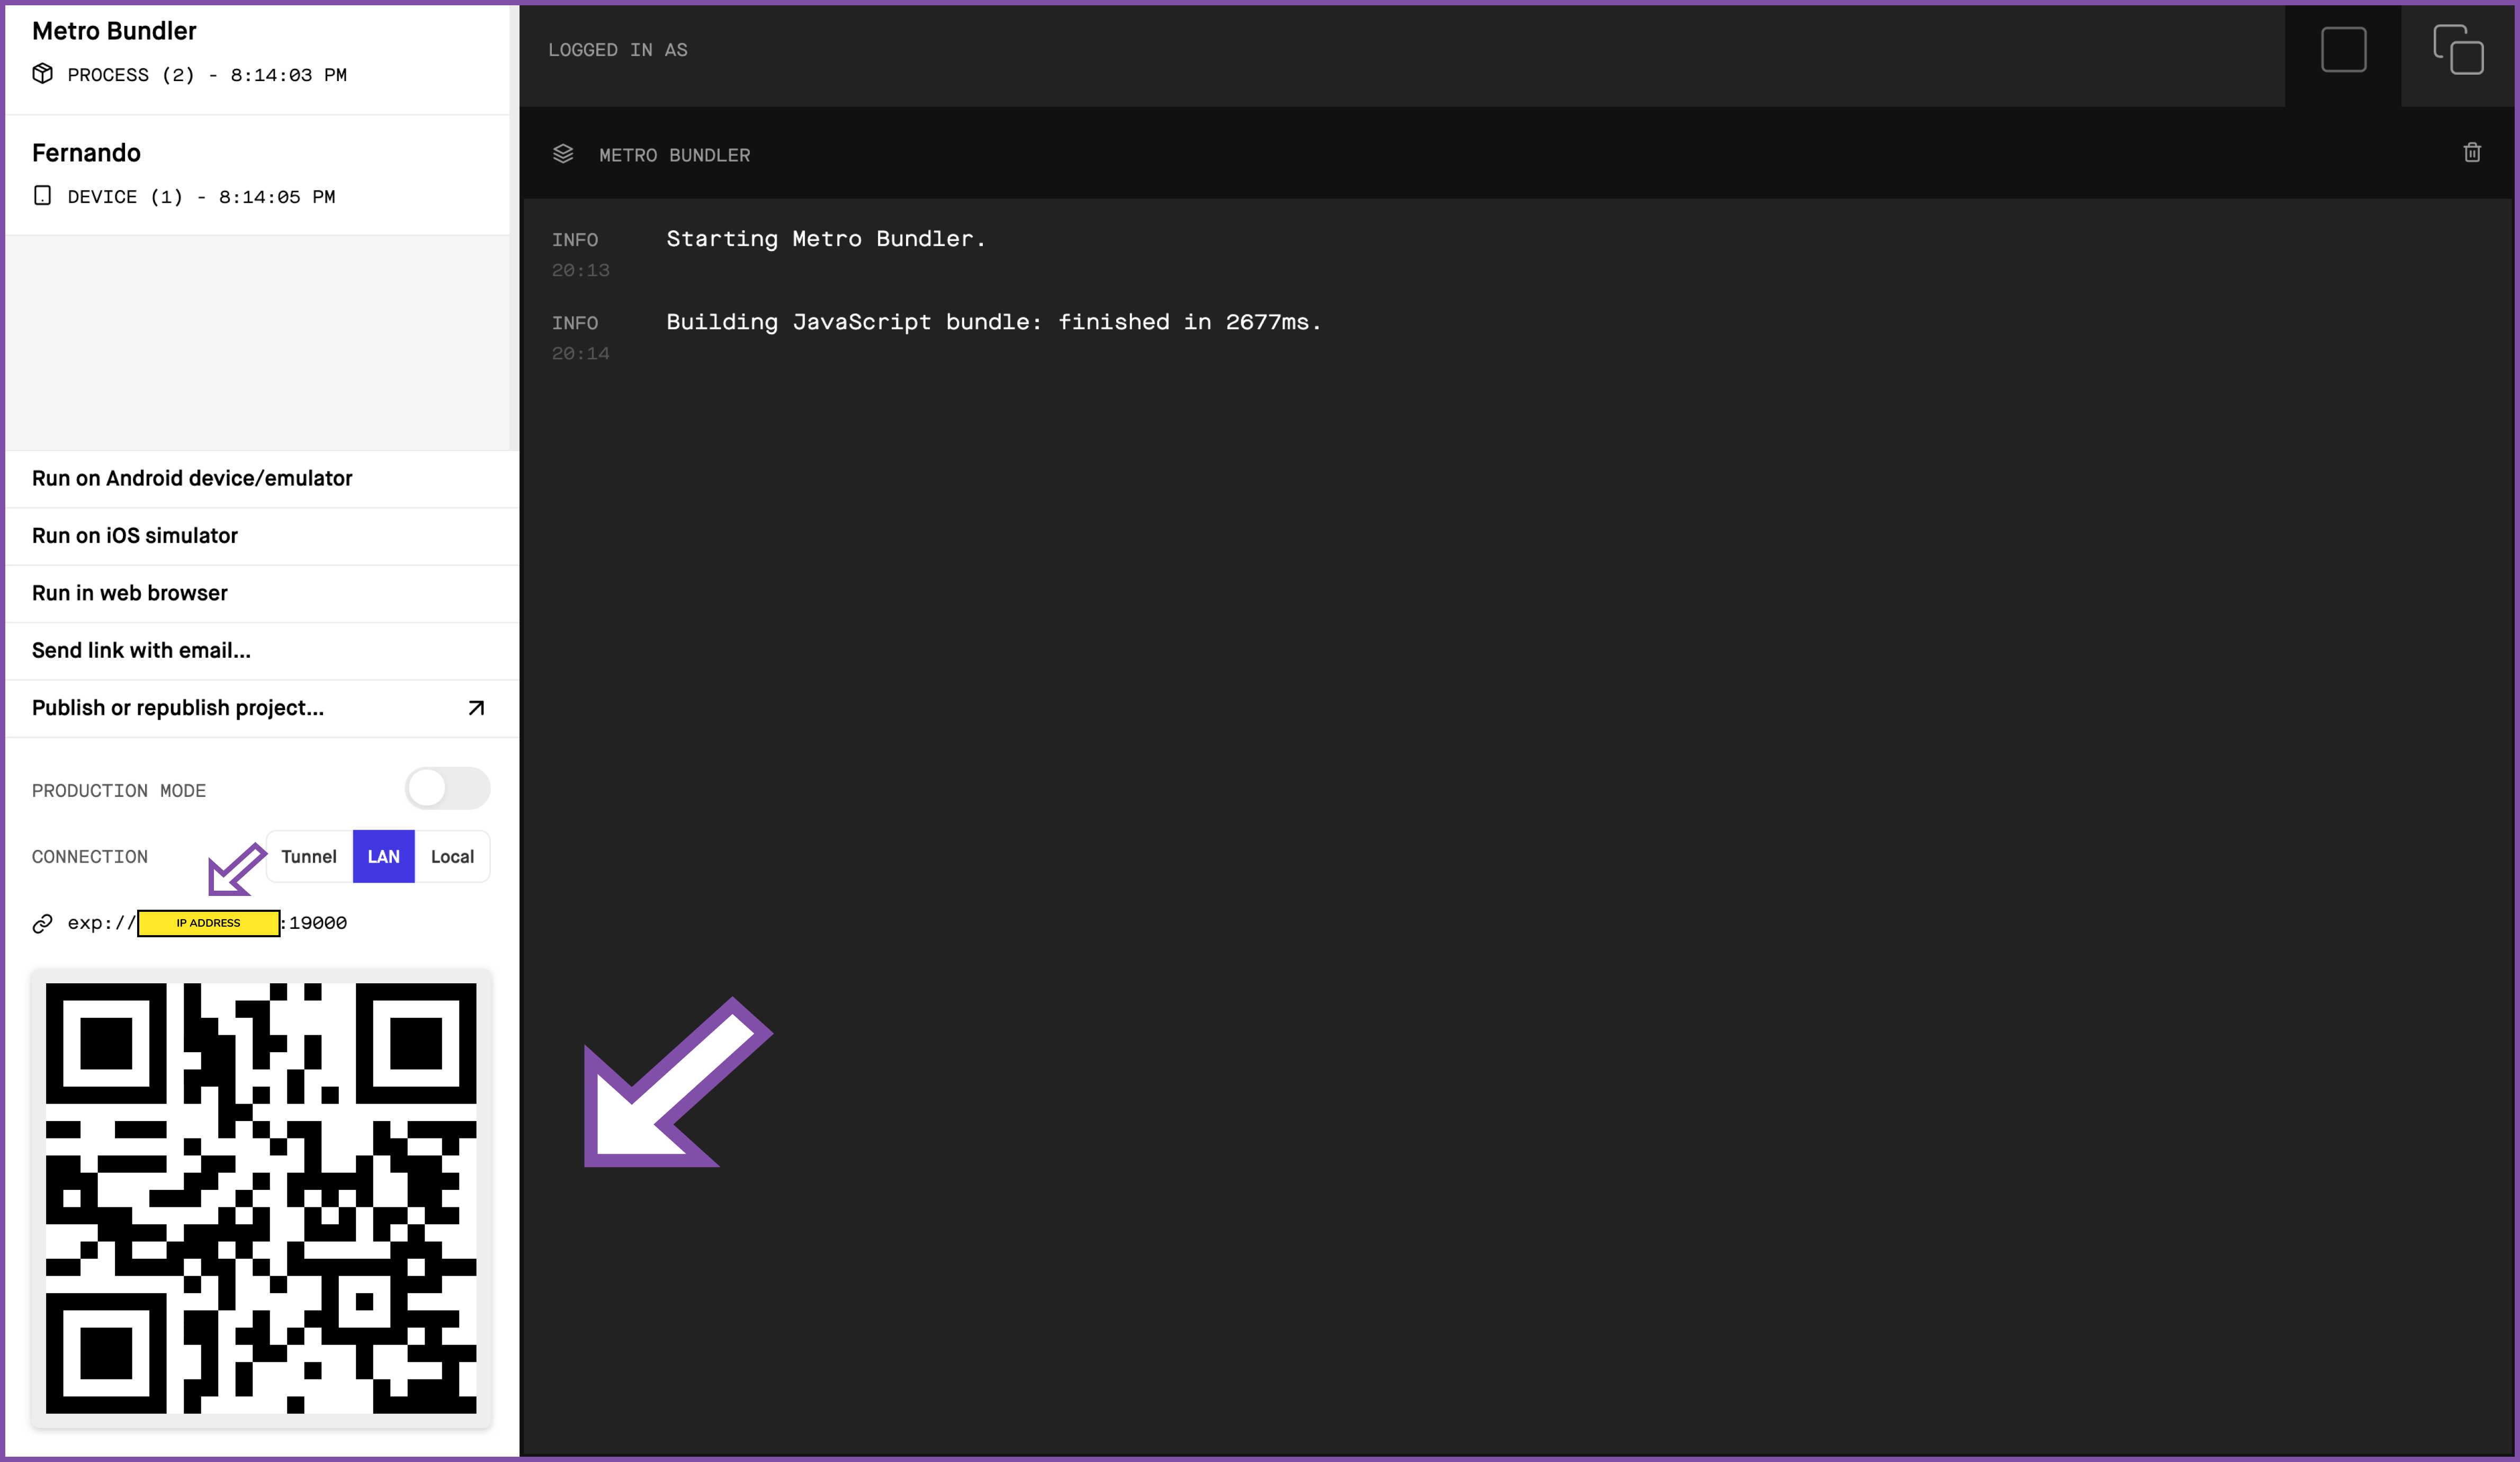 Metro Bundler
PROCESS (2) - 8:14:03 PM
Fernando
DEVICE (1) - 8:14:05 PM
Run on Android device/emulator
Run on iOS simulator
Run in web browser
Send link with email...
Publish or republish project...
PRODUCTION MODE
CONNECTION Tunnel LAN Local
exp:// IP ADDRESS :19000
LOGGED IN AS
METRO BUNDLER
INFO Starting Metro Bundler.
20:13
INFO Building JavaScript bundle: finished in 2677ms.
20:14